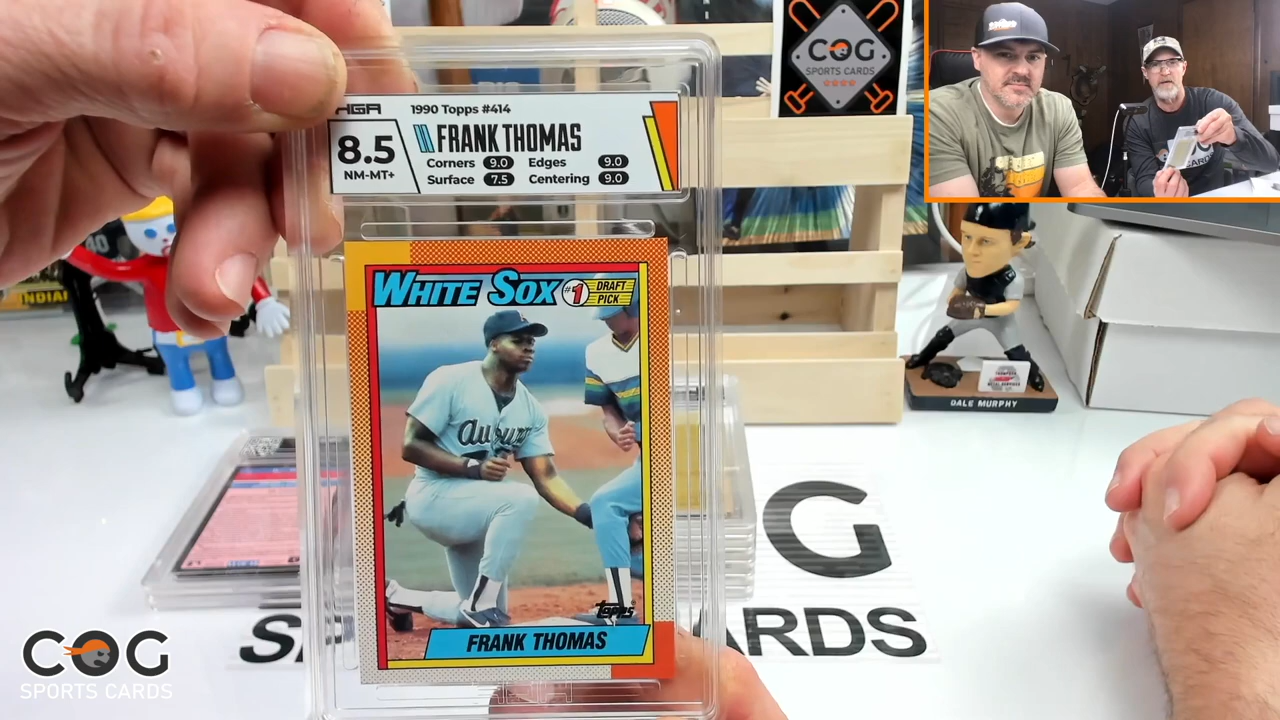 HGA
1990 Topps #414
8.5
NM-MT+
FRANK THOMAS
Corners 9.0 Edges 9.0
Surface 7.5 Centering 9.0
WHITE SOX #1 DRAFT PICK
Auburn
topps
FRANK THOMAS
COG
SPORTS CARDS
40
INDIAN
DALE MURPHY
G
S ARDS
COG
SPORTS CARDS